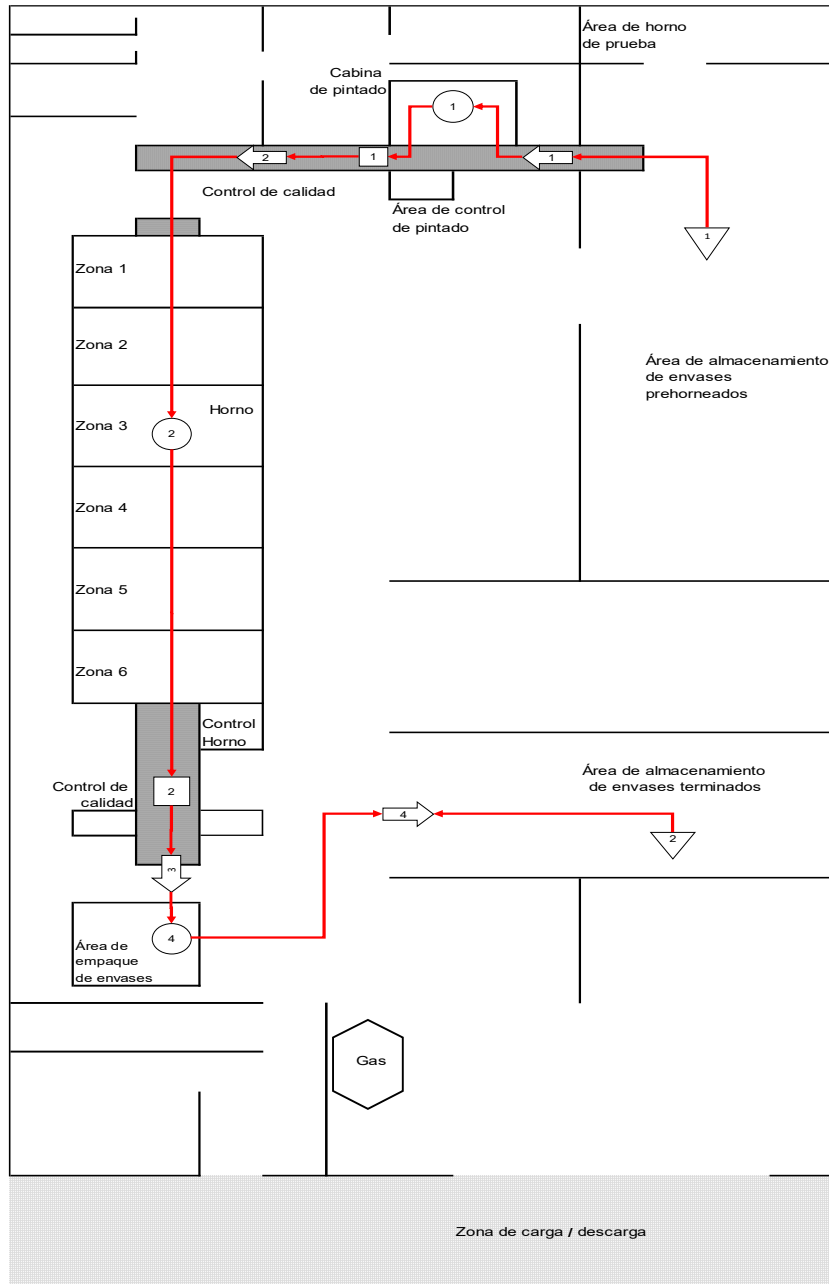 Área de horno
de prueba
Cabina
de pintado
1
2
1
1
Control de calidad
Área de control
de pintado
1
Zona 1
Zona 2
Área de almacenamiento
de envases
prehorneados
Horno
Zona 3
2
Zona 4
Zona 5
Zona 6
Control
Horno
Control de
calidad
2
Área de almacenamiento
de envases terminados
4
2
3
4
Área de
empaque
de envases
Gas
Zona de carga / descarga